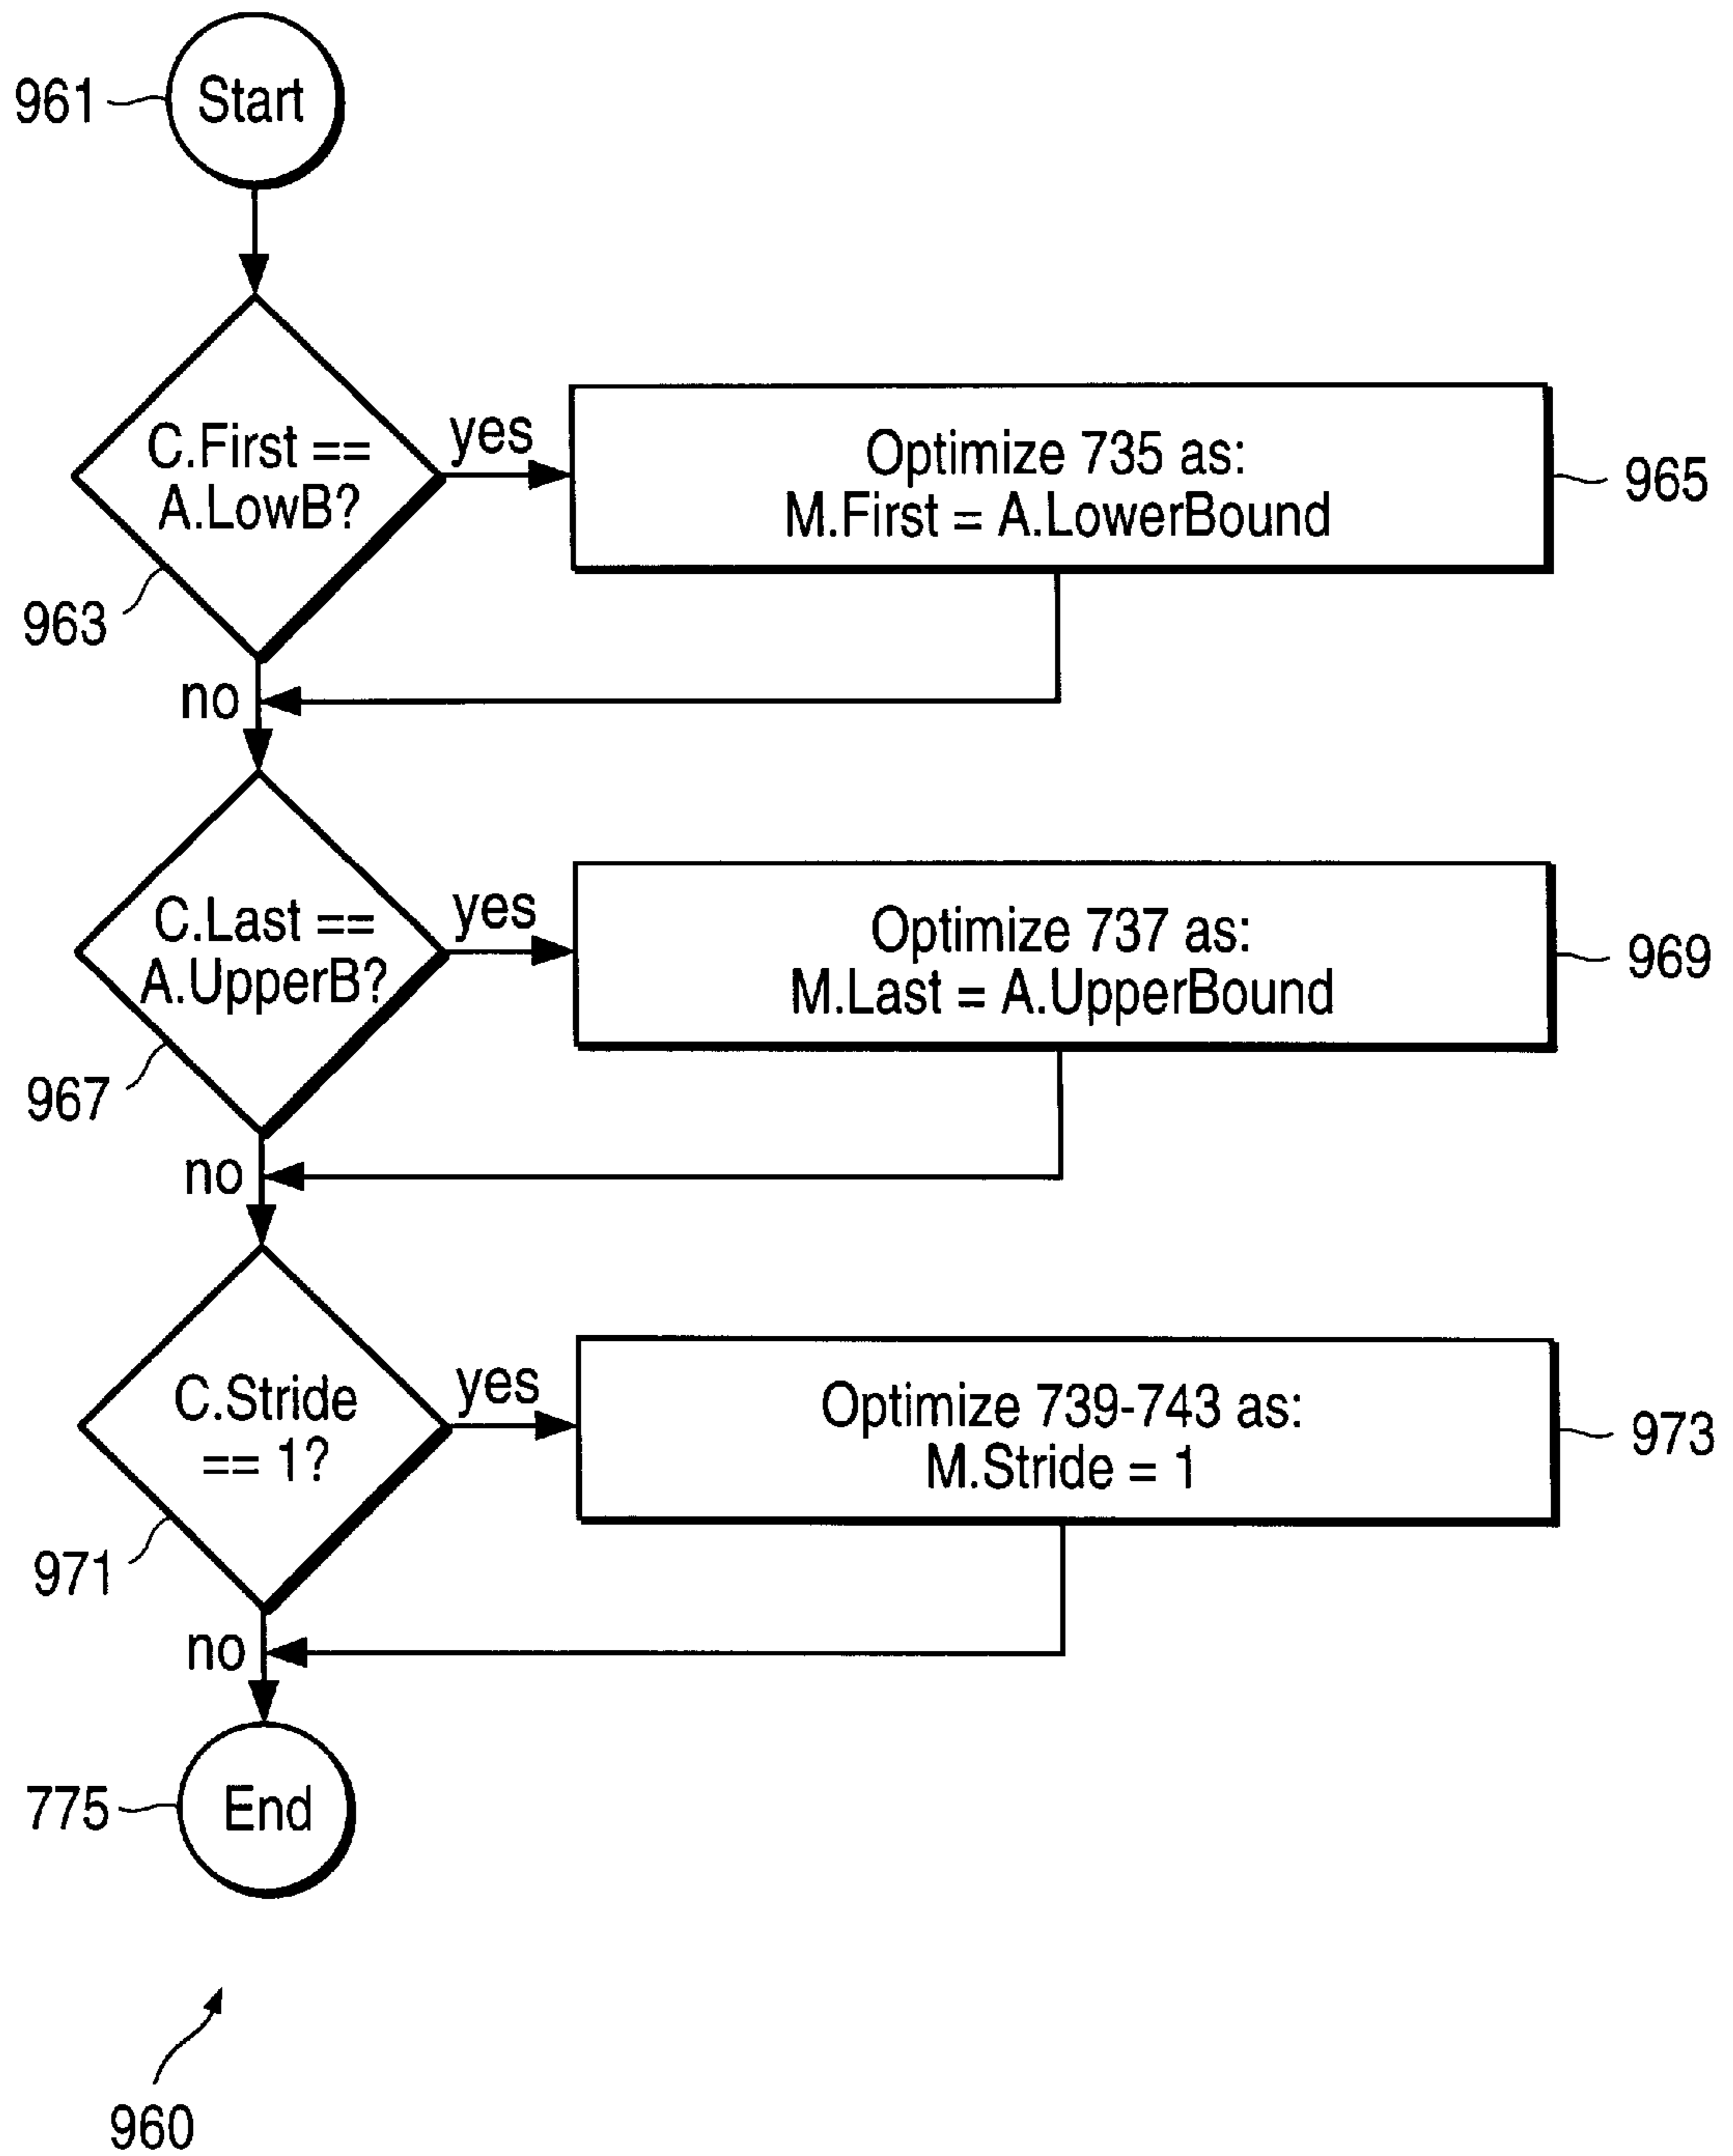 961
Start
C.First ==
A.LowB?
yes
Optimize 735 as:
M.First = A.LowerBound
965
963
no
C.Last ==
A.UpperB?
yes
Optimize 737 as:
M.Last = A.UpperBound
969
967
no
C.Stride
== 1?
yes
Optimize 739-743 as:
M.Stride = 1
973
971
no
775
End
960